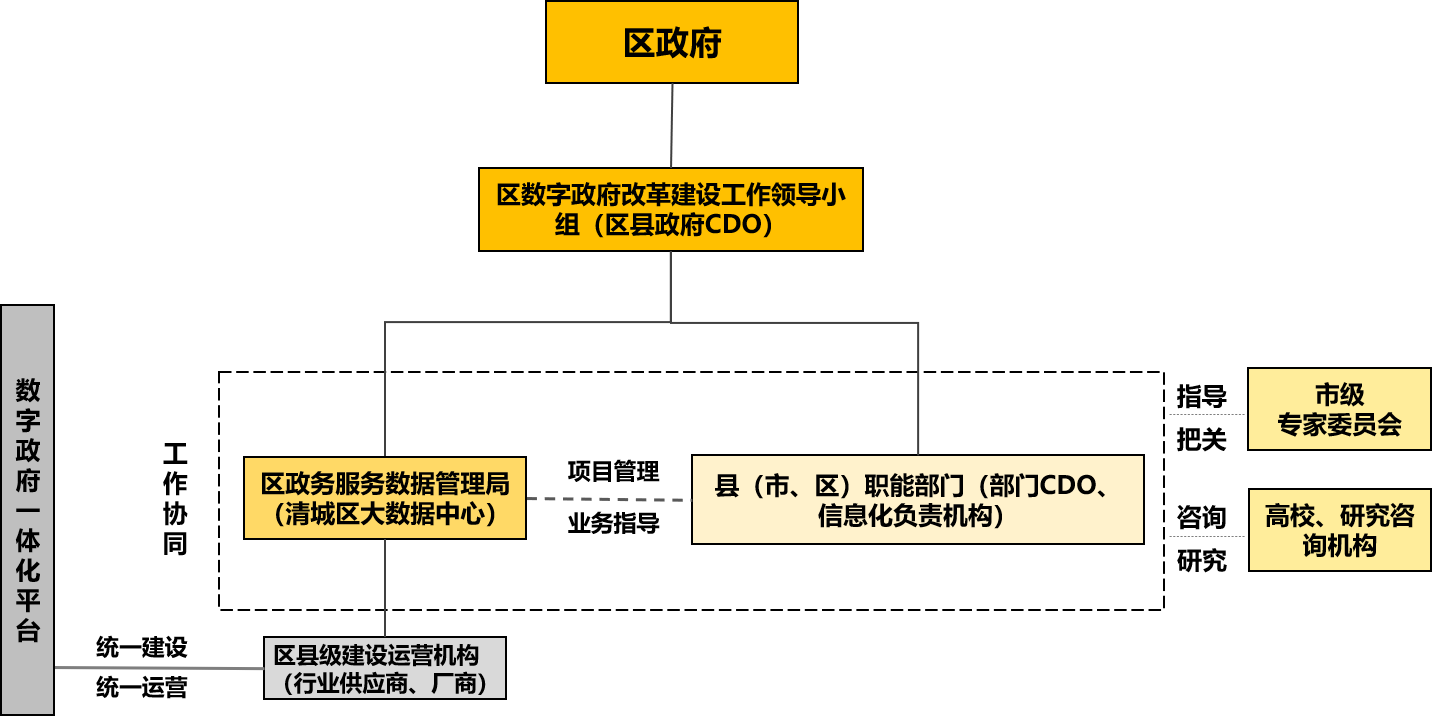 区政府
区数字政府改革建设工作领导小
组（区县政府CDO）
数字政府一体化平台
工作协同
区政务服务数据管理局
（清城区大数据中心）
项目管理
业务指导
县（市、区）职能部门（部门CDO、
信息化负责机构）
指导
把关
市级
专家委员会
咨询
研究
高校、研究咨
询机构
统一建设
统一运营
区县级建设运营机构
（行业供应商、厂商）